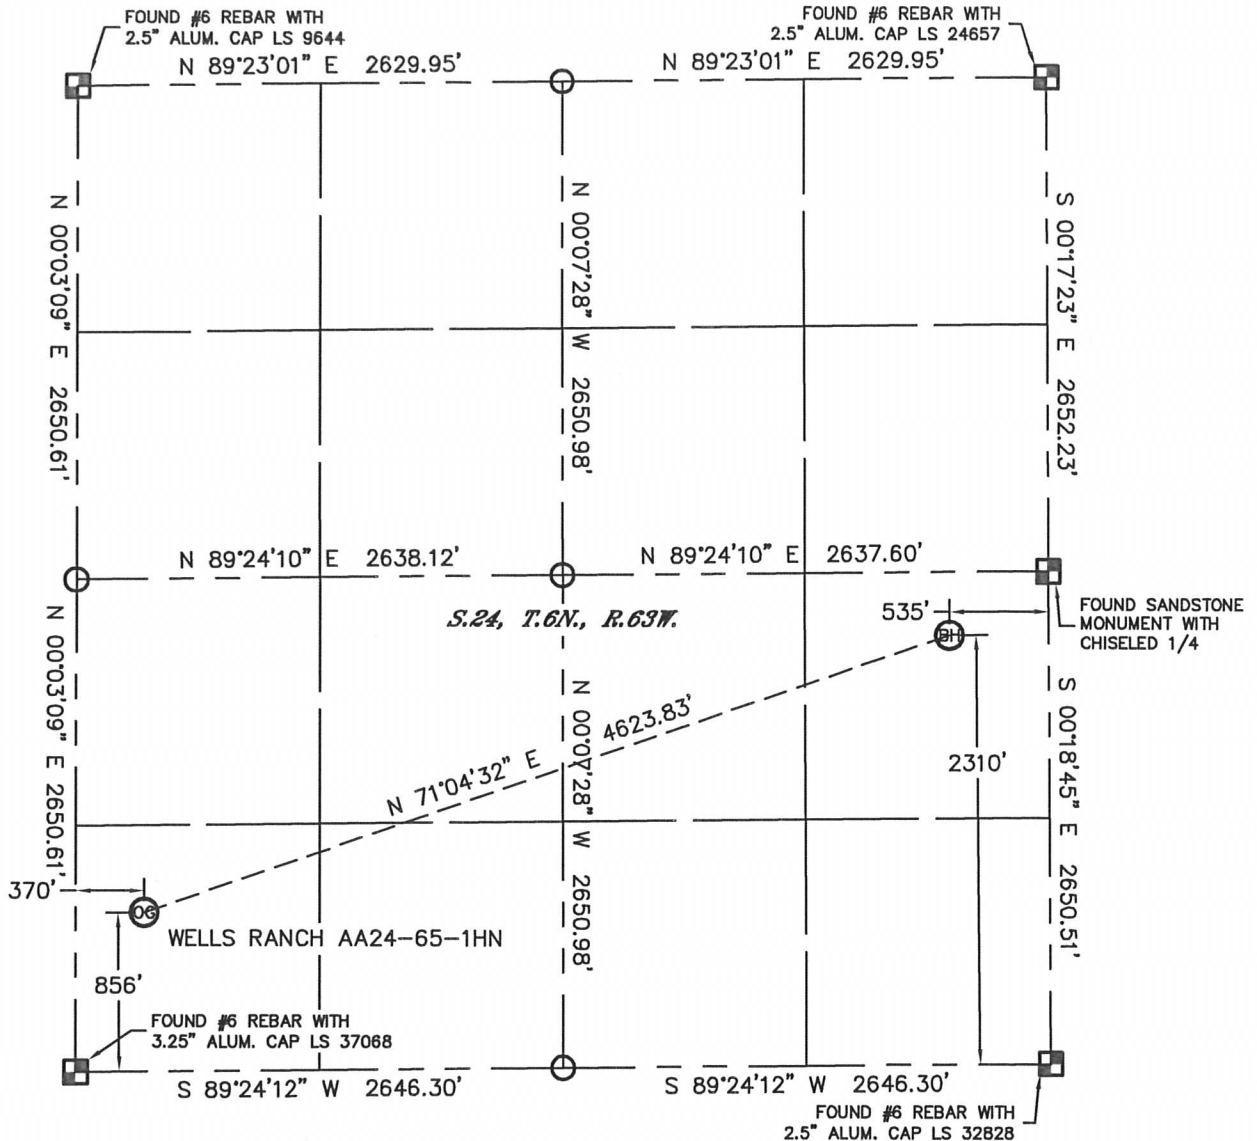 FOUND #6 REBAR WITH
2.5" ALUM. CAP LS 9644
FOUND #6 REBAR WITH
2.5" ALUM. CAP LS 24657
N 89°23'01" E 2629.95'
N 89°23'01" E 2629.95'
N 00°03'09" E 2650.61'
N 00°07'28" W 2650.98'
S 00°17'23" E 2652.23'
N 89°24'10" E 2638.12'
N 89°24'10" E 2637.60'
S.24, T.6N., R.63W.
535'
BH
FOUND SANDSTONE
MONUMENT WITH
CHISELED 1/4
N 00°03'09" E 2650.61'
N 71°04'32" E 4623.83'
N 00°07'28" W 2650.98'
2310'
S 00°18'45" E 2650.51'
370'
OG
WELLS RANCH AA24-65-1HN
856'
FOUND #6 REBAR WITH
3.25" ALUM. CAP LS 37068
S 89°24'12" W 2646.30'
S 89°24'12" W 2646.30'
FOUND #6 REBAR WITH
2.5" ALUM. CAP LS 32828